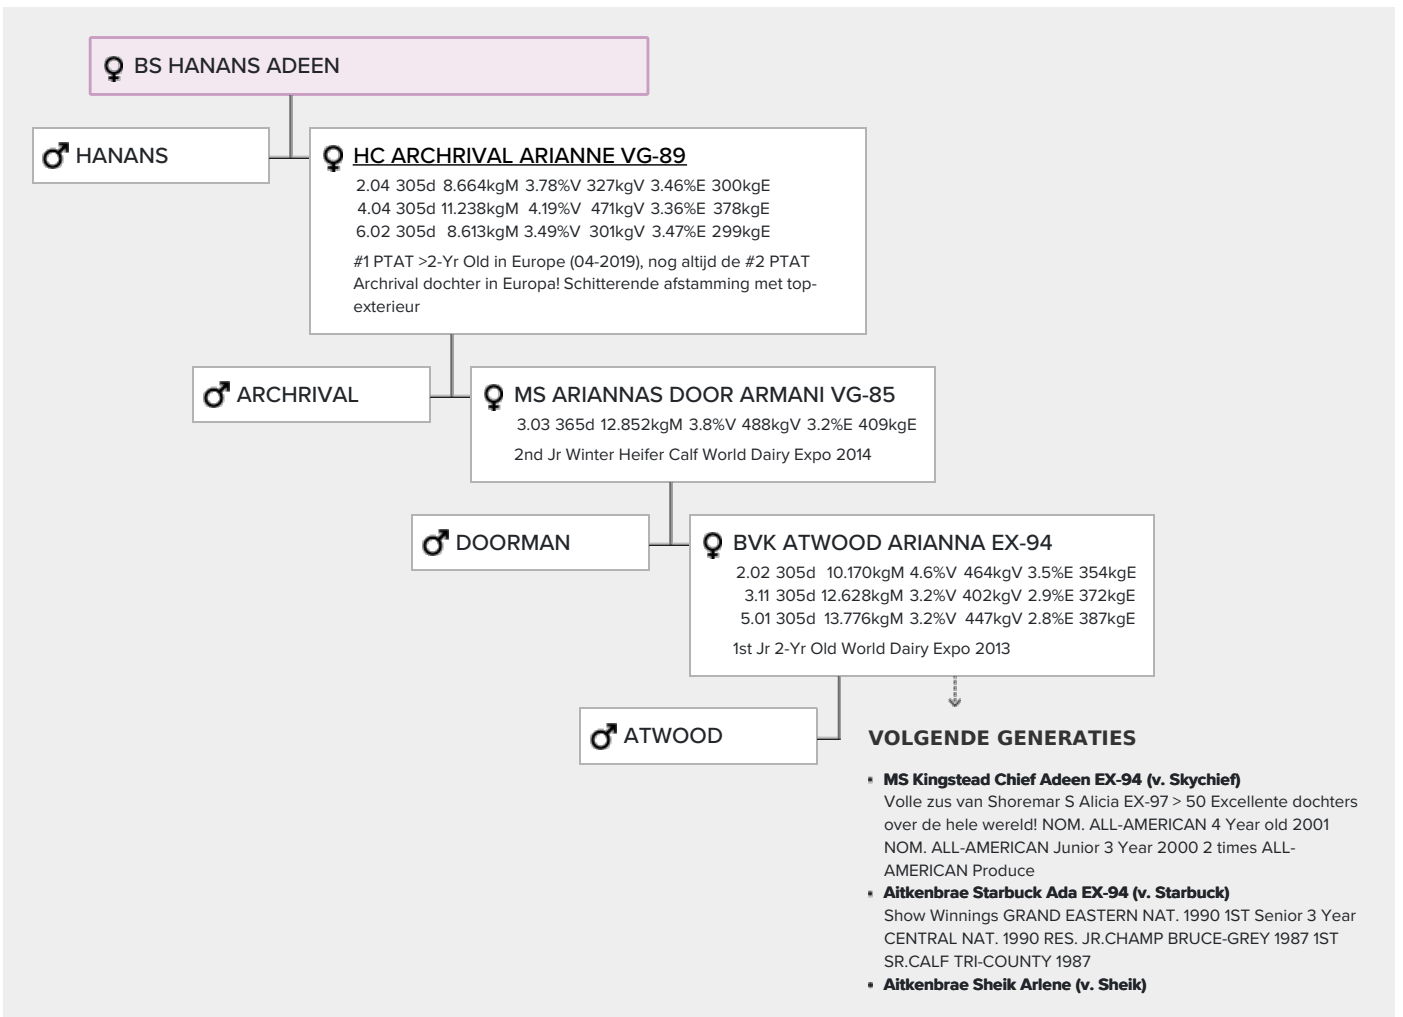 BS HANANS ADEEN
HANANS
HC ARCHRIVAL ARIANNE VG-89
2.04 305d 8.664kgM 3.78%V 327kgV 3.46%E 300kgE
4.04 305d 11.238kgM 4.19%V 471kgV 3.36%E 378kgE
6.02 305d 8.613kgM 3.49%V 301kgV 3.47%E 299kgE
#1 PTAT >2-Yr Old in Europe (04-2019), nog altijd de #2 PTAT
Archrival dochter in Europa! Schitterende afstamming met top-
exterieur
ARCHRIVAL
MS ARIANNAS DOOR ARMANI VG-85
3.03 365d 12.852kgM 3.8%V 488kgV 3.2%E 409kgE
2nd Jr Winter Heifer Calf World Dairy Expo 2014
DOORMAN
BVK ATWOOD ARIANNA EX-94
2.02 305d 10.170kgM 4.6%V 464kgV 3.5%E 354kgE
3.11 305d 12.628kgM 3.2%V 402kgV 2.9%E 372kgE
5.01 305d 13.776kgM 3.2%V 447kgV 2.8%E 387kgE
1st Jr 2-Yr Old World Dairy Expo 2013
ATWOOD
VOLGENDE GENERATIES
▪ MS Kingstead Chief Adeen EX-94 (v. Skychief)
Volle zus van Shoremar S Alicia EX-97 > 50 Excellente dochters
over de hele wereld! NOM. ALL-AMERICAN 4 Year old 2001
NOM. ALL-AMERICAN Junior 3 Year 2000 2 times ALL-
AMERICAN Produce
▪ Aitkenbrae Starbuck Ada EX-94 (v. Starbuck)
Show Winnings GRAND EASTERN NAT. 1990 1ST Senior 3 Year
CENTRAL NAT. 1990 RES. JR.CHAMP BRUCE-GREY 1987 1ST
SR.CALF TRI-COUNTY 1987
▪ Aitkenbrae Sheik Arlene (v. Sheik)